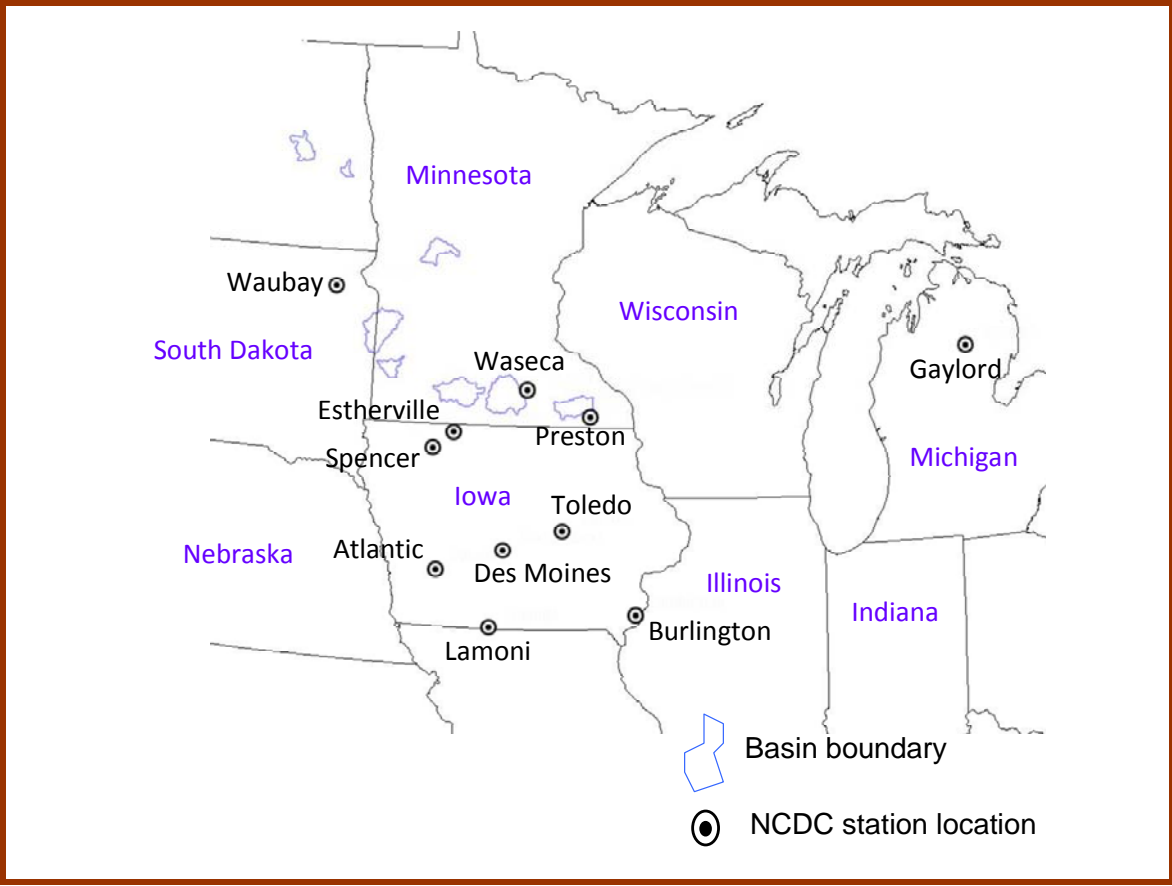 Minnesota
Waubay
Wisconsin
South Dakota
Waseca
Gaylord
Estherville
Preston
Spencer
Michigan
Iowa
Toledo
Nebraska
Atlantic
Des Moines
Illinois
Indiana
Burlington
Lamoni
Basin boundary
NCDC station location